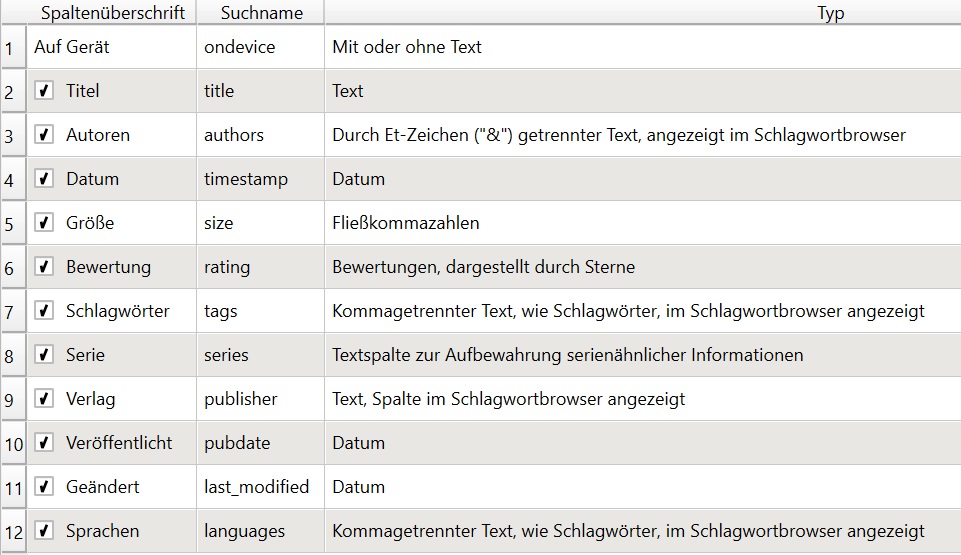 Spaltenüberschrift Suchname Typ
1 Auf Gerät ondevice Mit oder ohne Text
2 Titel title Text
3 Autoren authors Durch Et-Zeichen ("&") getrennter Text, angezeigt im Schlagwortbrowser
4 Datum timestamp Datum
5 Größe size Fließkommazahlen
6 Bewertung rating Bewertungen, dargestellt durch Sterne
7 Schlagwörter tags Kommagetrennter Text, wie Schlagwörter, im Schlagwortbrowser angezeigt
8 Serie series Textspalte zur Aufbewahrung serienähnlicher Informationen
9 Verlag publisher Text, Spalte im Schlagwortbrowser angezeigt
10 Veröffentlicht pubdate Datum
11 Geändert last_modified Datum
12 Sprachen languages Kommagetrennter Text, wie Schlagwörter, im Schlagwortbrowser angezeigt